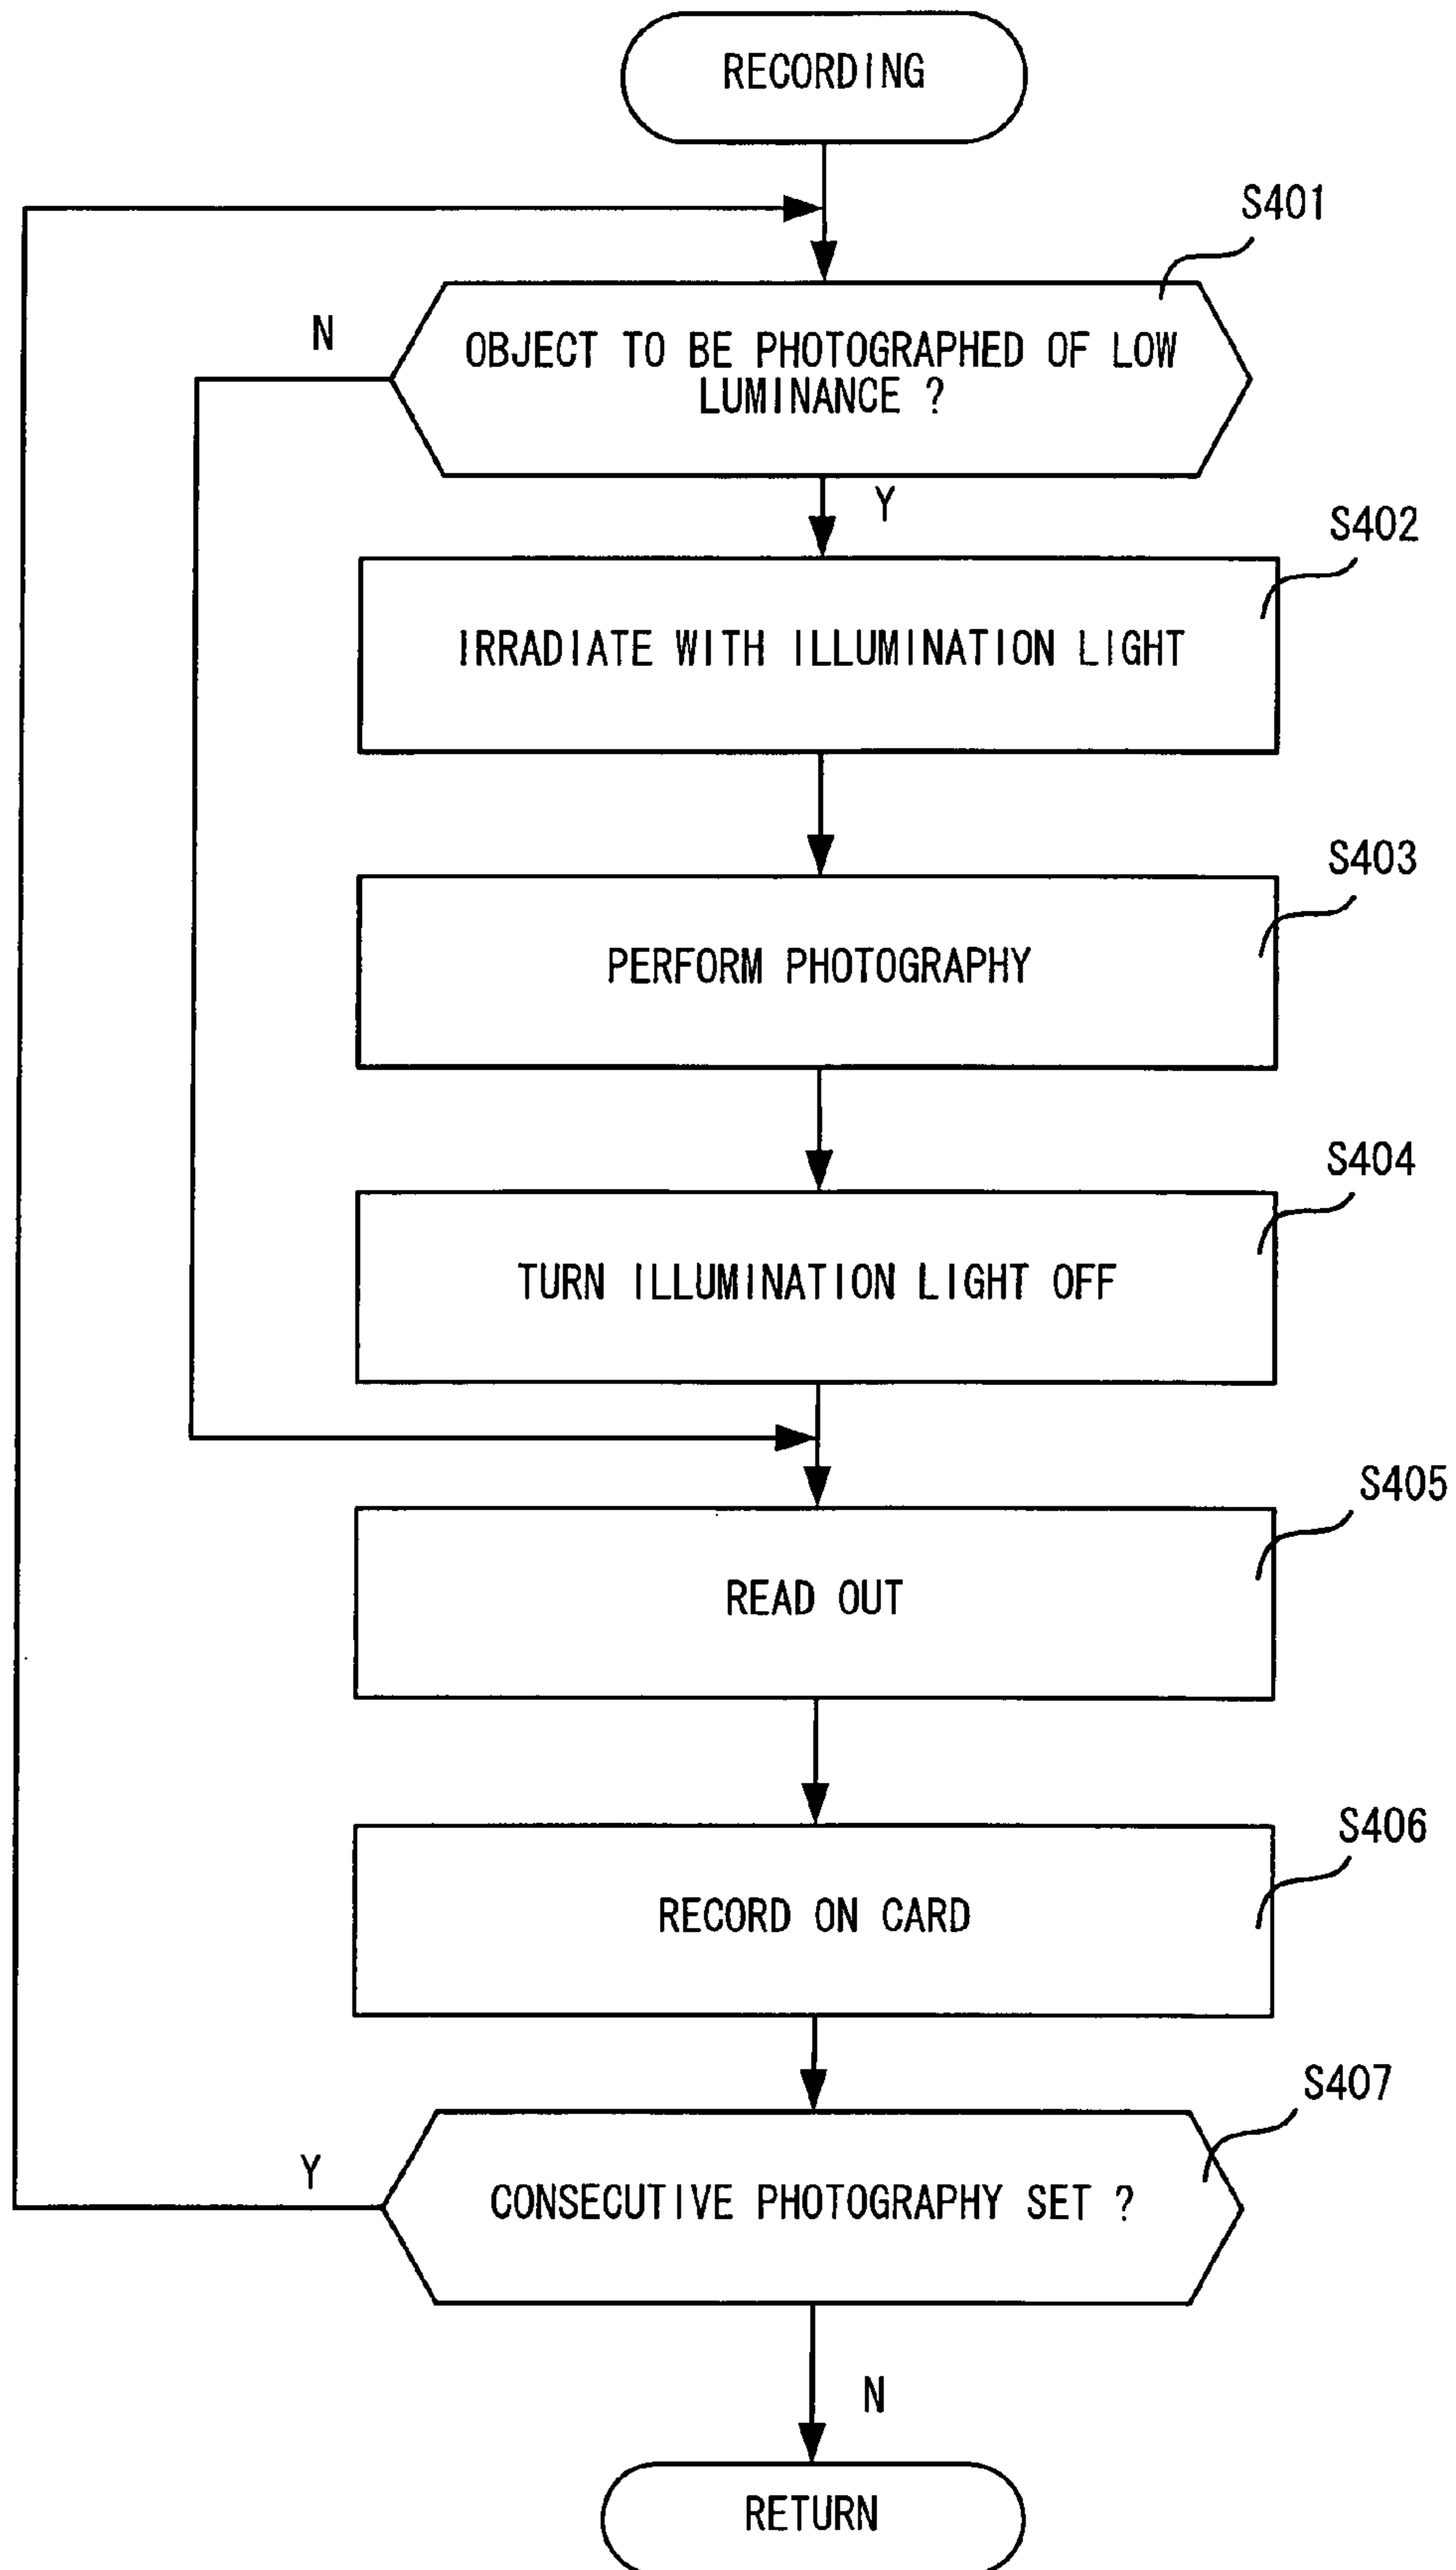 RECORDING
S401
N
OBJECT TO BE PHOTOGRAPHED OF LOW
LUMINANCE ?
Y
S402
IRRADIATE WITH ILLUMINATION LIGHT
S403
PERFORM PHOTOGRAPHY
S404
TURN ILLUMINATION LIGHT OFF
S405
READ OUT
S406
RECORD ON CARD
S407
Y
CONSECUTIVE PHOTOGRAPHY SET ?
N
RETURN